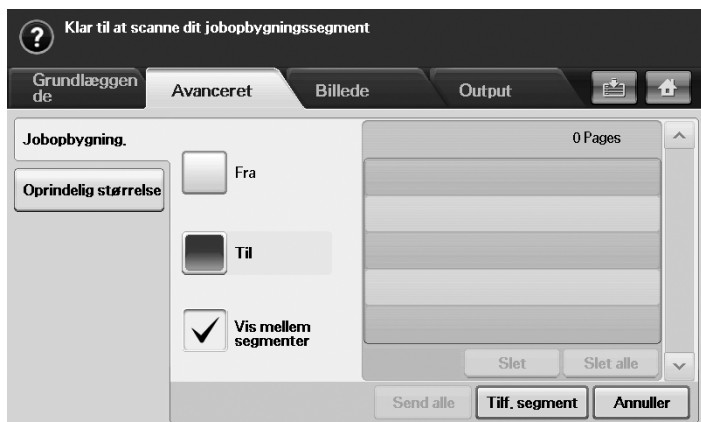 ? Klar til at scanne dit jobopbygningssegment
Grundlæggen
de
Avanceret
Billede
Output
Jobopbygning.
Oprindelig størrelse
Fra
Til
Vis mellem
segmenter
0 Pages
Slet
Slet alle
Send alle
Tilf. segment
Annuller